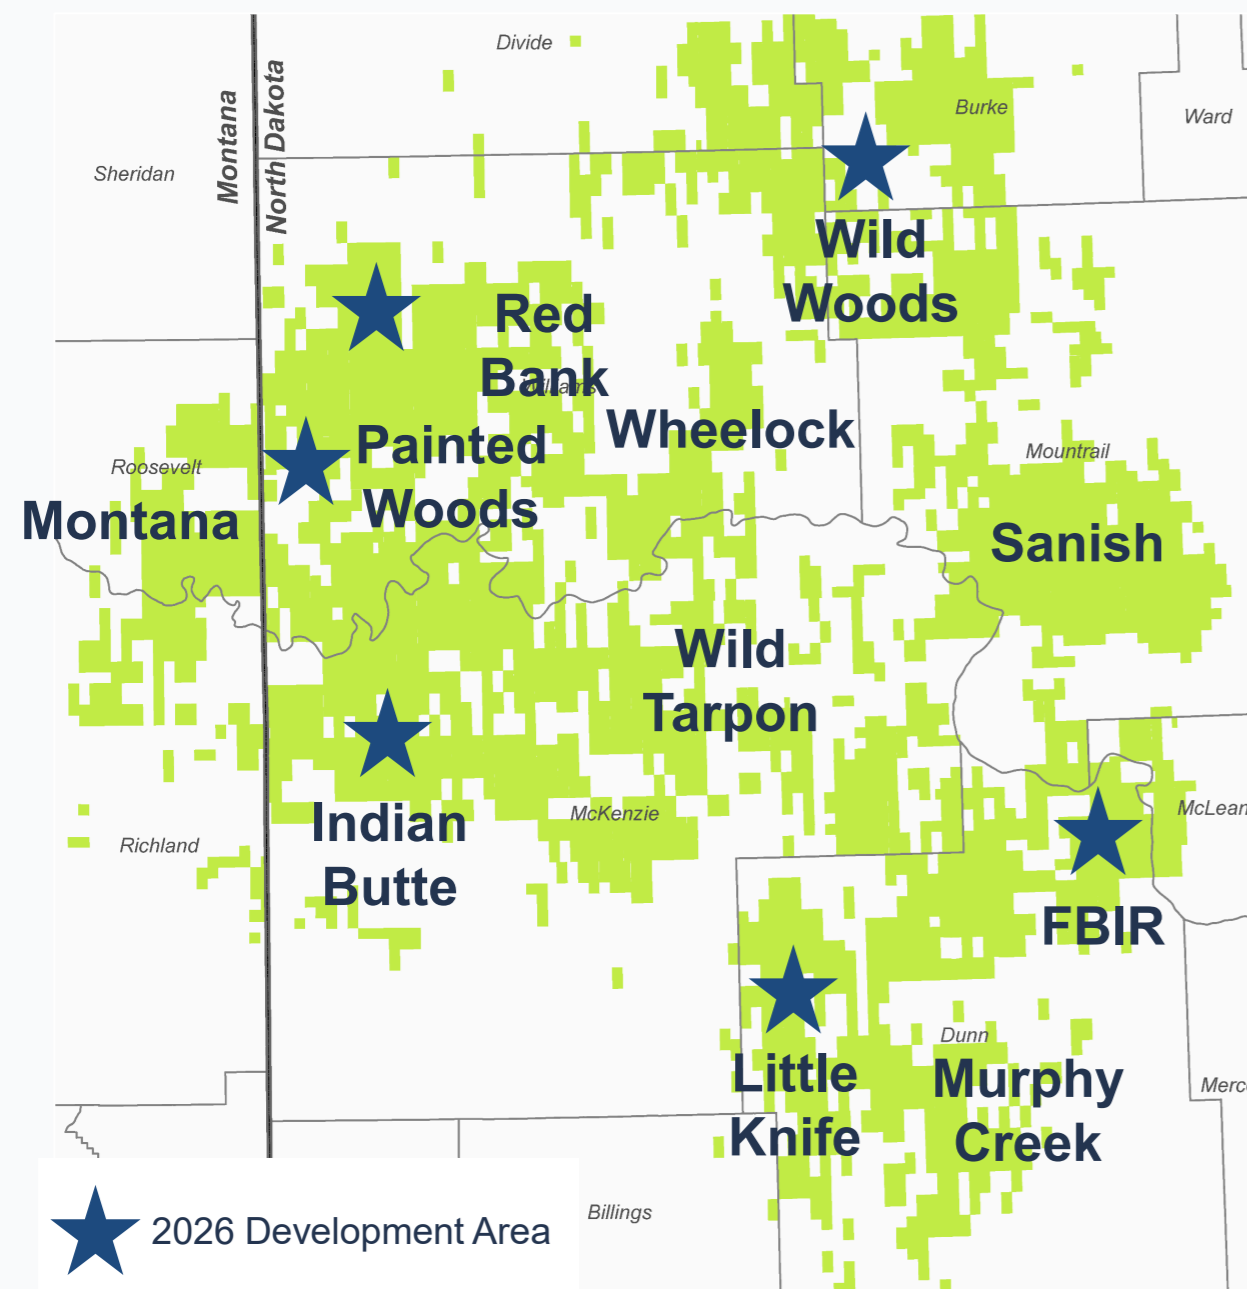 Divide
Burke
Ward
Montana
North Dakota
Sheridan
Wild
Woods
Red
Bank
Williams
Wheelock
Painted
Woods
Roosevelt
Montana
Mountrail
Sanish
Wild
Tarpon
Indian
Butte
McKenzie
McLean
Richland
FBIR
Dunn
Little
Knife
Murphy
Creek
Merc
Billings
2026 Development Area